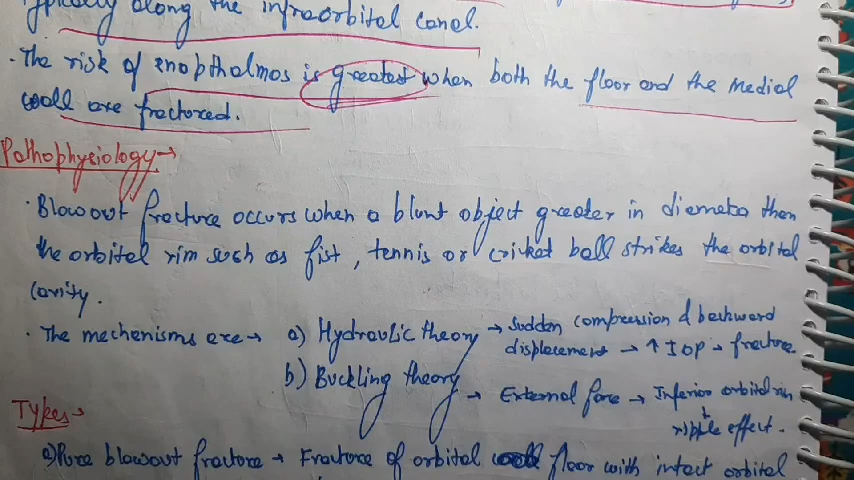 typically along the infraorbital canal.
· The risk of enopthalmos is greatest when both the floor and the medial
wall are fractured.
Pathophysiology →
· Blowout fracture occurs when a blunt object greater in diameter than
the orbital rim such as fist, tennis or cricket ball strikes the orbital
cavity.
· The mechanisms are → a) Hydraulic theory → Sudden compression & backward
displacement → ↑ IOP → fracture
b) Buckling theory → External force → Inferior orbital rim
↓
ripple effect.
Types →
a) Pure blowout fracture → Fracture of orbital floor with intact orbital